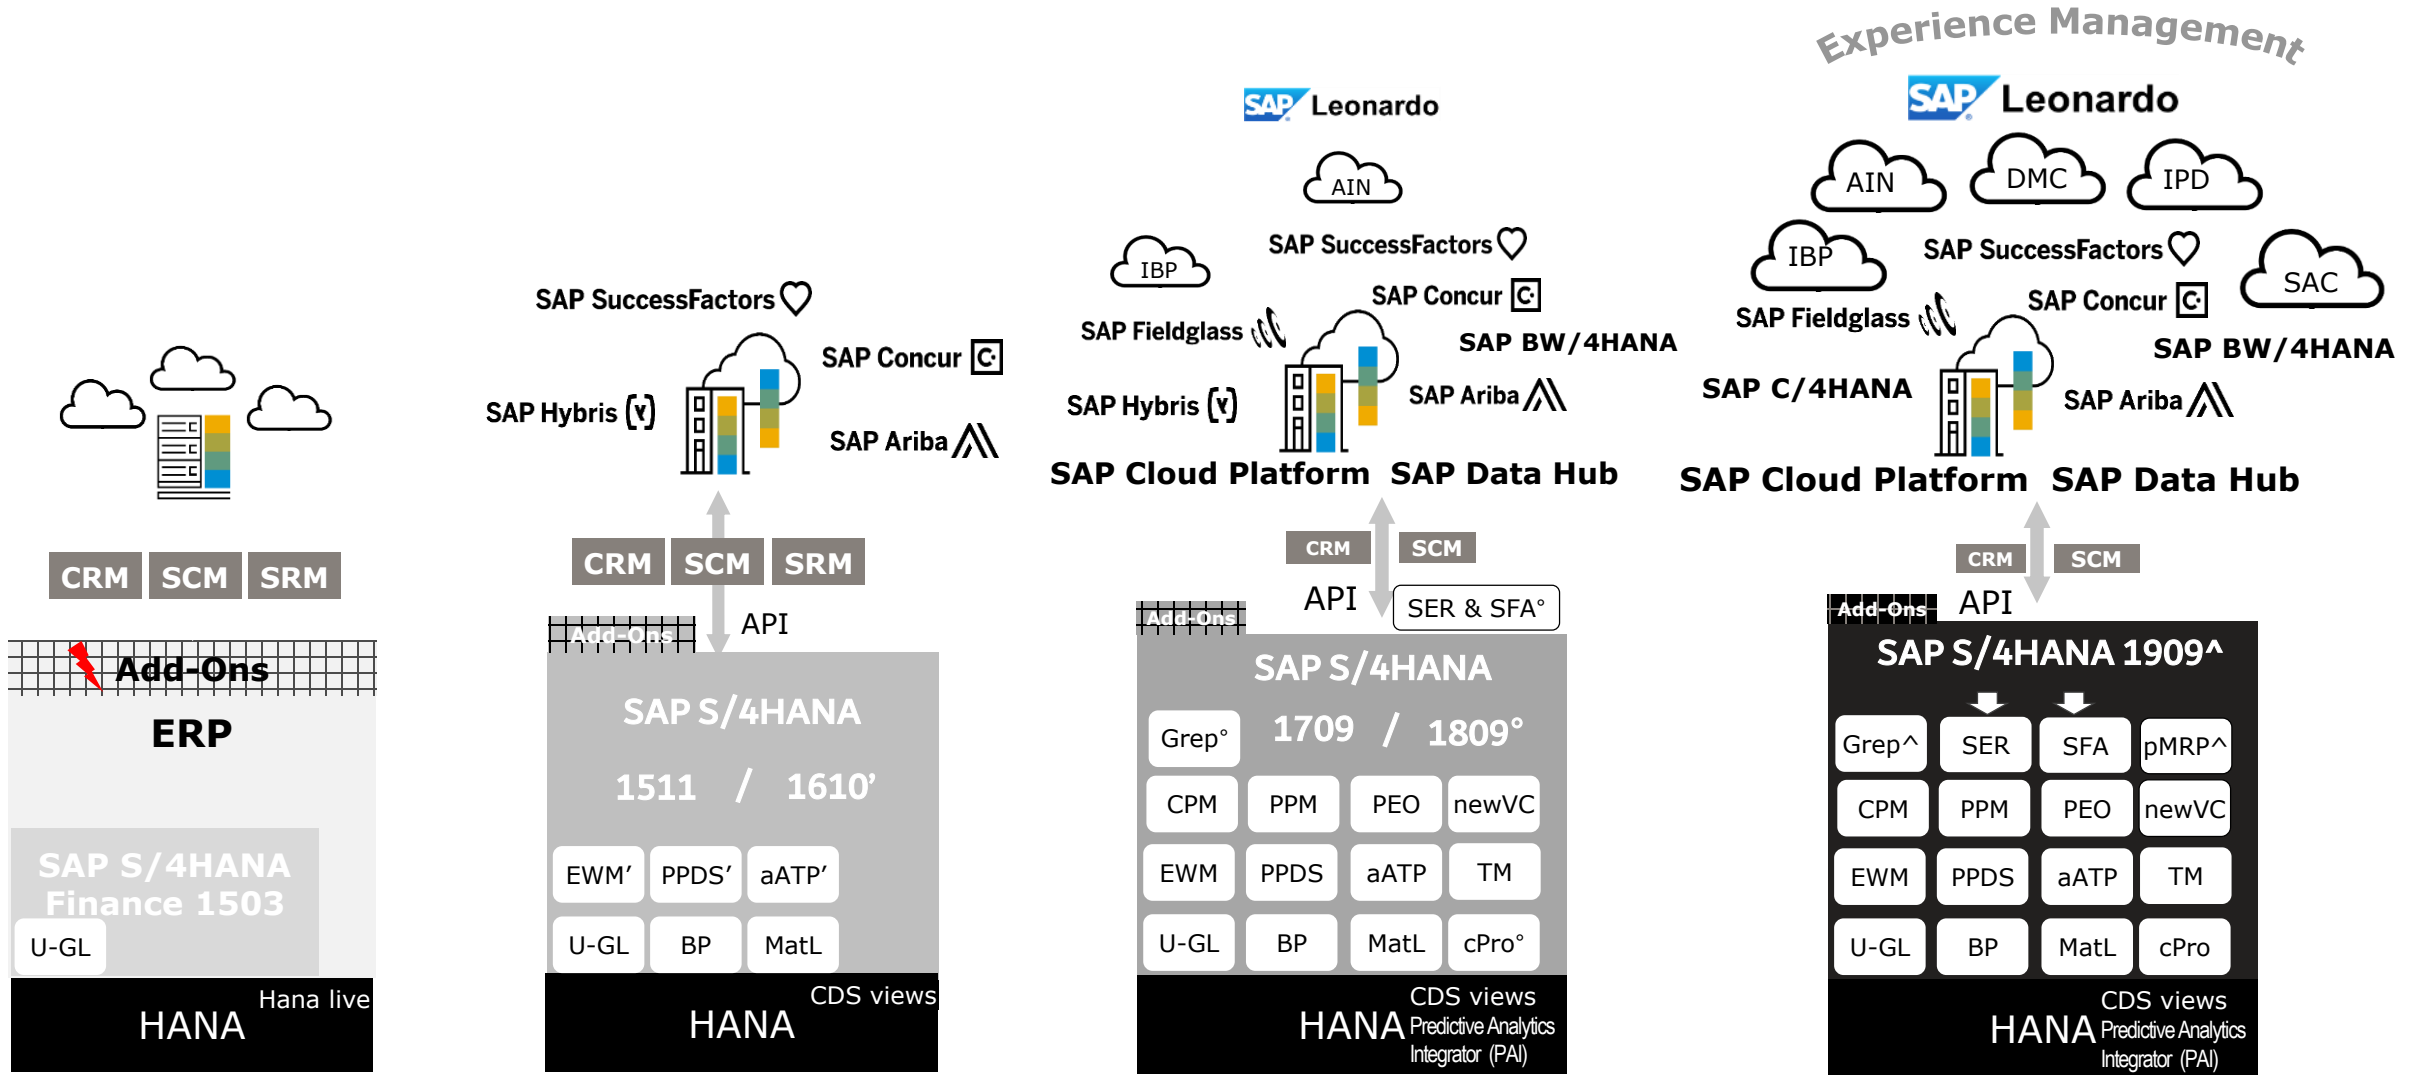 CRM SCM SRM
Add-Ons
ERP
SAP S/4HANA
Finance 1503
U-GL
Hana live
HANA
SAP SuccessFactors
SAP Concur C·
SAP Hybris (Y)
SAP Ariba
CRM SCM SRM
Add-Ons
API
SAP S/4HANA
1511 / 1610’
EWM’ PPDS’ aATP’
U-GL BP MatL
CDS views
HANA
SAP Leonardo
AIN
IBP
SAP SuccessFactors
SAP Concur C·
SAP Fieldglass
SAP BW/4HANA
SAP Hybris (Y)
SAP Ariba
SAP Cloud Platform SAP Data Hub
CRM SCM
API
SER & SFA°
Add-Ons
SAP S/4HANA
Grep° 1709 / 1809°
CPM PPM PEO newVC
EWM PPDS aATP TM
U-GL BP MatL cPro°
CDS views
HANA Predictive Analytics
Integrator (PAI)
Experience Management
SAP Leonardo
AIN DMC IPD
IBP
SAP SuccessFactors
SAC
SAP Concur C·
SAP Fieldglass
SAP BW/4HANA
SAP C/4HANA
SAP Ariba
SAP Cloud Platform SAP Data Hub
CRM SCM
API
Add-Ons
SAP S/4HANA 1909^
Grep^ SER SFA pMRP^
CPM PPM PEO newVC
EWM PPDS aATP TM
U-GL BP MatL cPro
CDS views
HANA Predictive Analytics
Integrator (PAI)